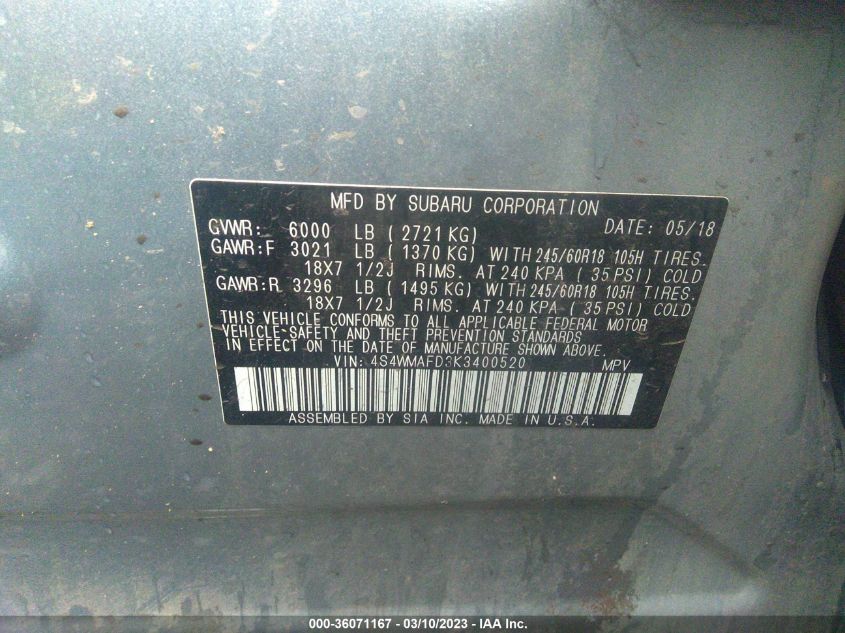 MFD BY SUBARU CORPORATION DATE: 05/18
GVWR: 6000 LB ( 2721 KG)
GAWR:F 3021 LB ( 1370 KG) WITH 245/60R18 105H TIRES.
18X7 1/2J RIMS. AT 240 KPA ( 35 PSI) COLD
GAWR:R 3296 LB ( 1495 KG) WITH 245/60R18 105H TIRES.
18X7 1/2J RIMS. AT 240 KPA ( 35 PSI) COLD
THIS VEHICLE CONFORMS TO ALL APPLICABLE FEDERAL MOTOR
VEHICLE SAFETY AND THEFT PREVENTION STANDARDS
IN EFFECT ON THE DATE OF MANUFACTURE SHOWN ABOVE.
VIN: 4S4WMAFD3K3400520 MPV
ASSEMBLED BY SIA INC. MADE IN U.S.A.
000-36071167 - 03/10/2023 - IAA Inc.